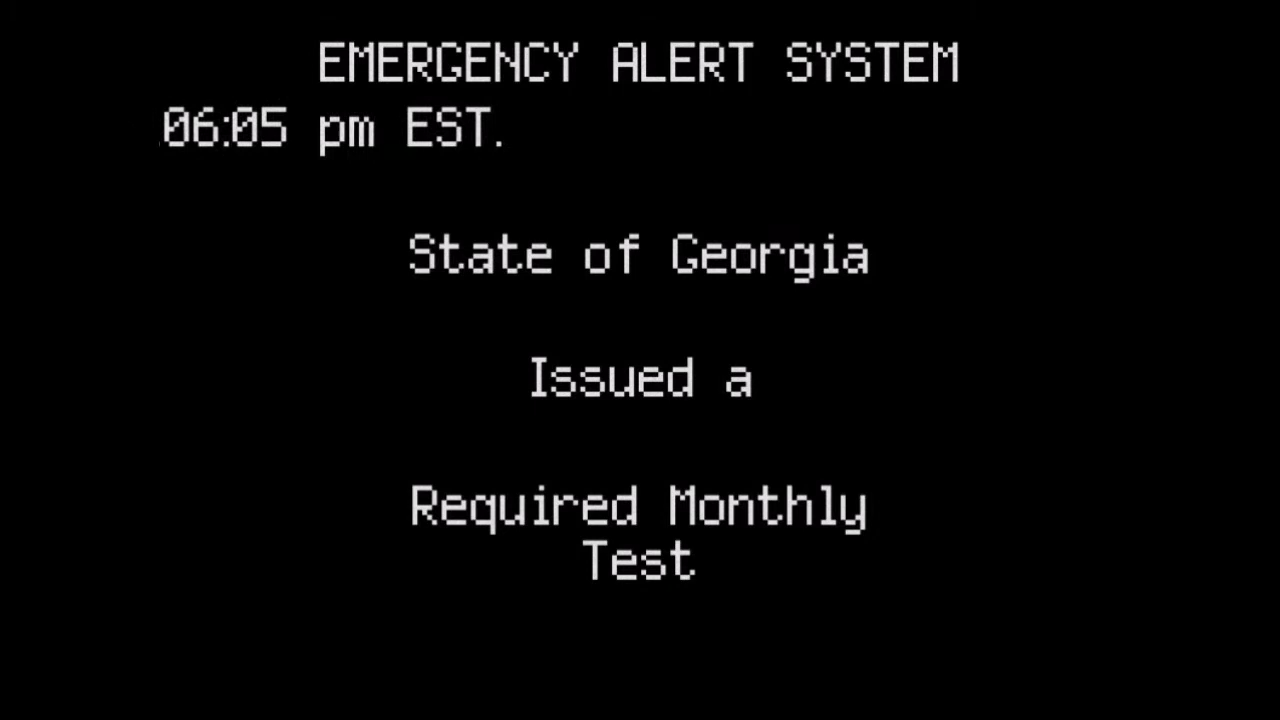 EMERGENCY ALERT SYSTEM
06:05 pm EST.
State of Georgia
Issued a
Required Monthly
Test